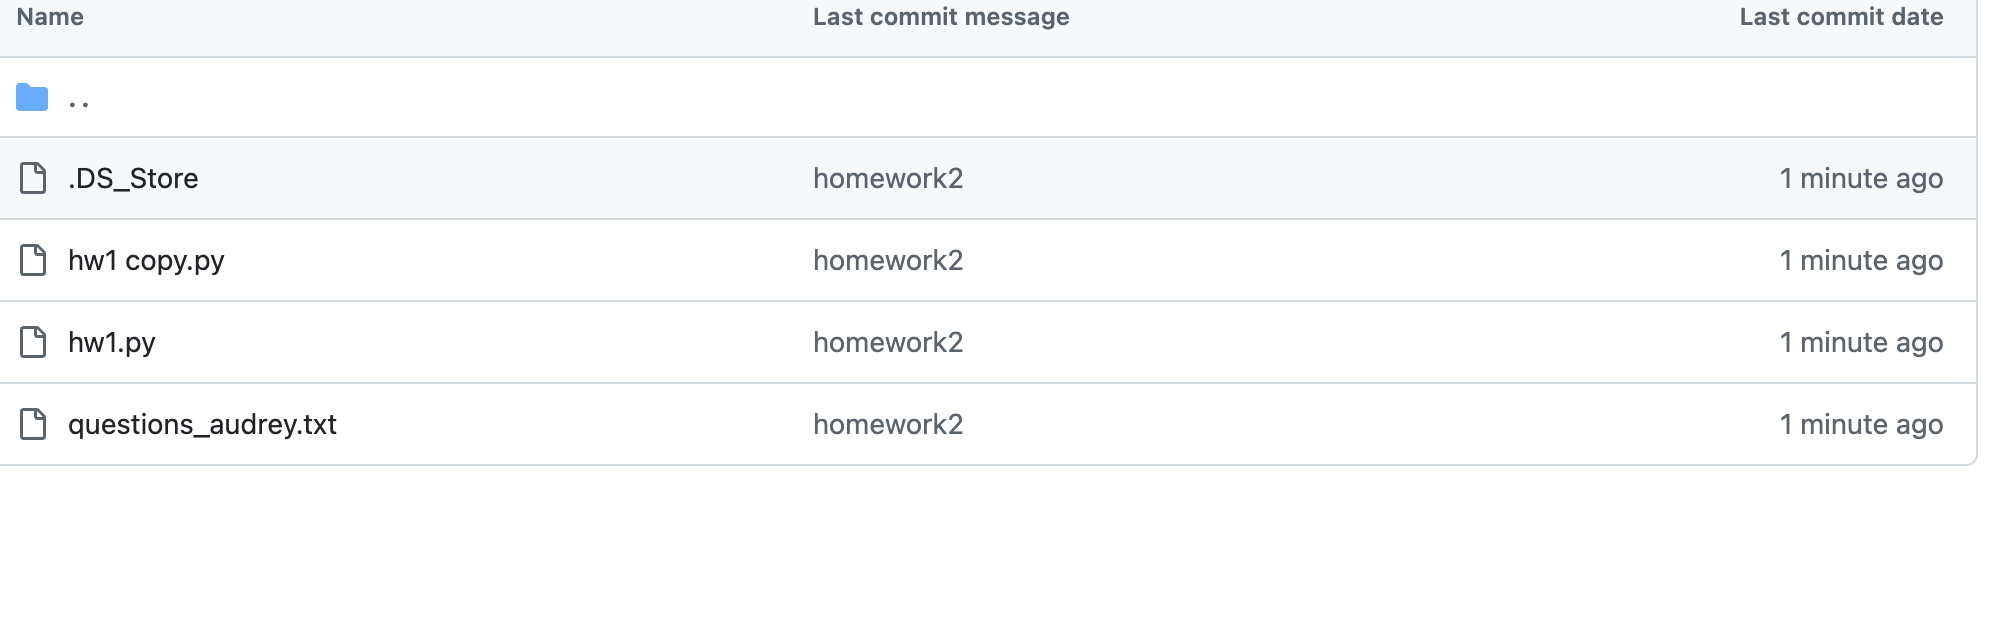 Name Last commit message Last commit date
..
.DS_Store homework2 1 minute ago
hw1 copy.py homework2 1 minute ago
hw1.py homework2 1 minute ago
questions_audrey.txt homework2 1 minute ago